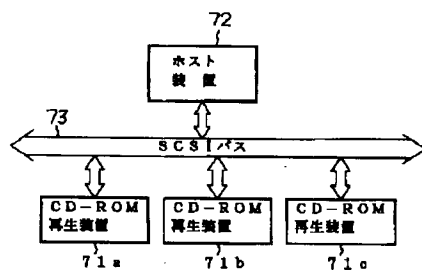 72
ホスト
装置
73
SCSIバス
CD-ROM
再生装置
CD-ROM
再生装置
CD-ROM
再生装置
71a
71b
71c